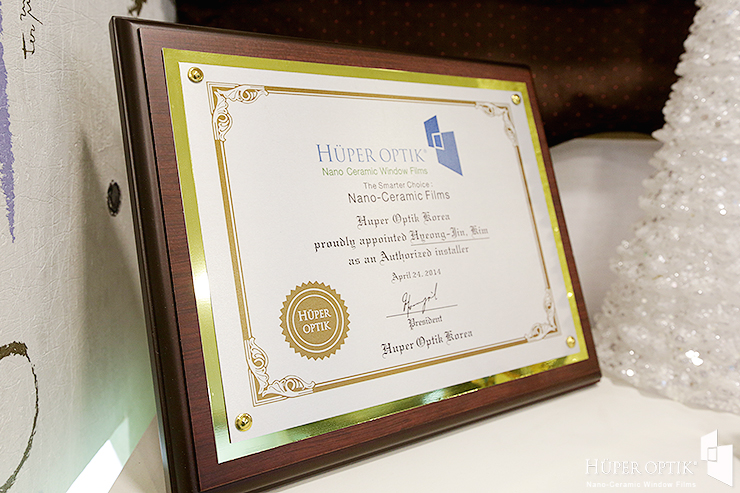 HÜPER OPTIK®
Nano Ceramic Window Films
The Smarter Choice:
Nano-Ceramic Films
Huper Optik Korea
proudly appointed Hyeong-Jin, Kim
as an Authorized installer
April 24, 2014
President
Huper Optik Korea
HÜPER
OPTIK
HÜPER OPTIK®
Nano-Ceramic Window Films